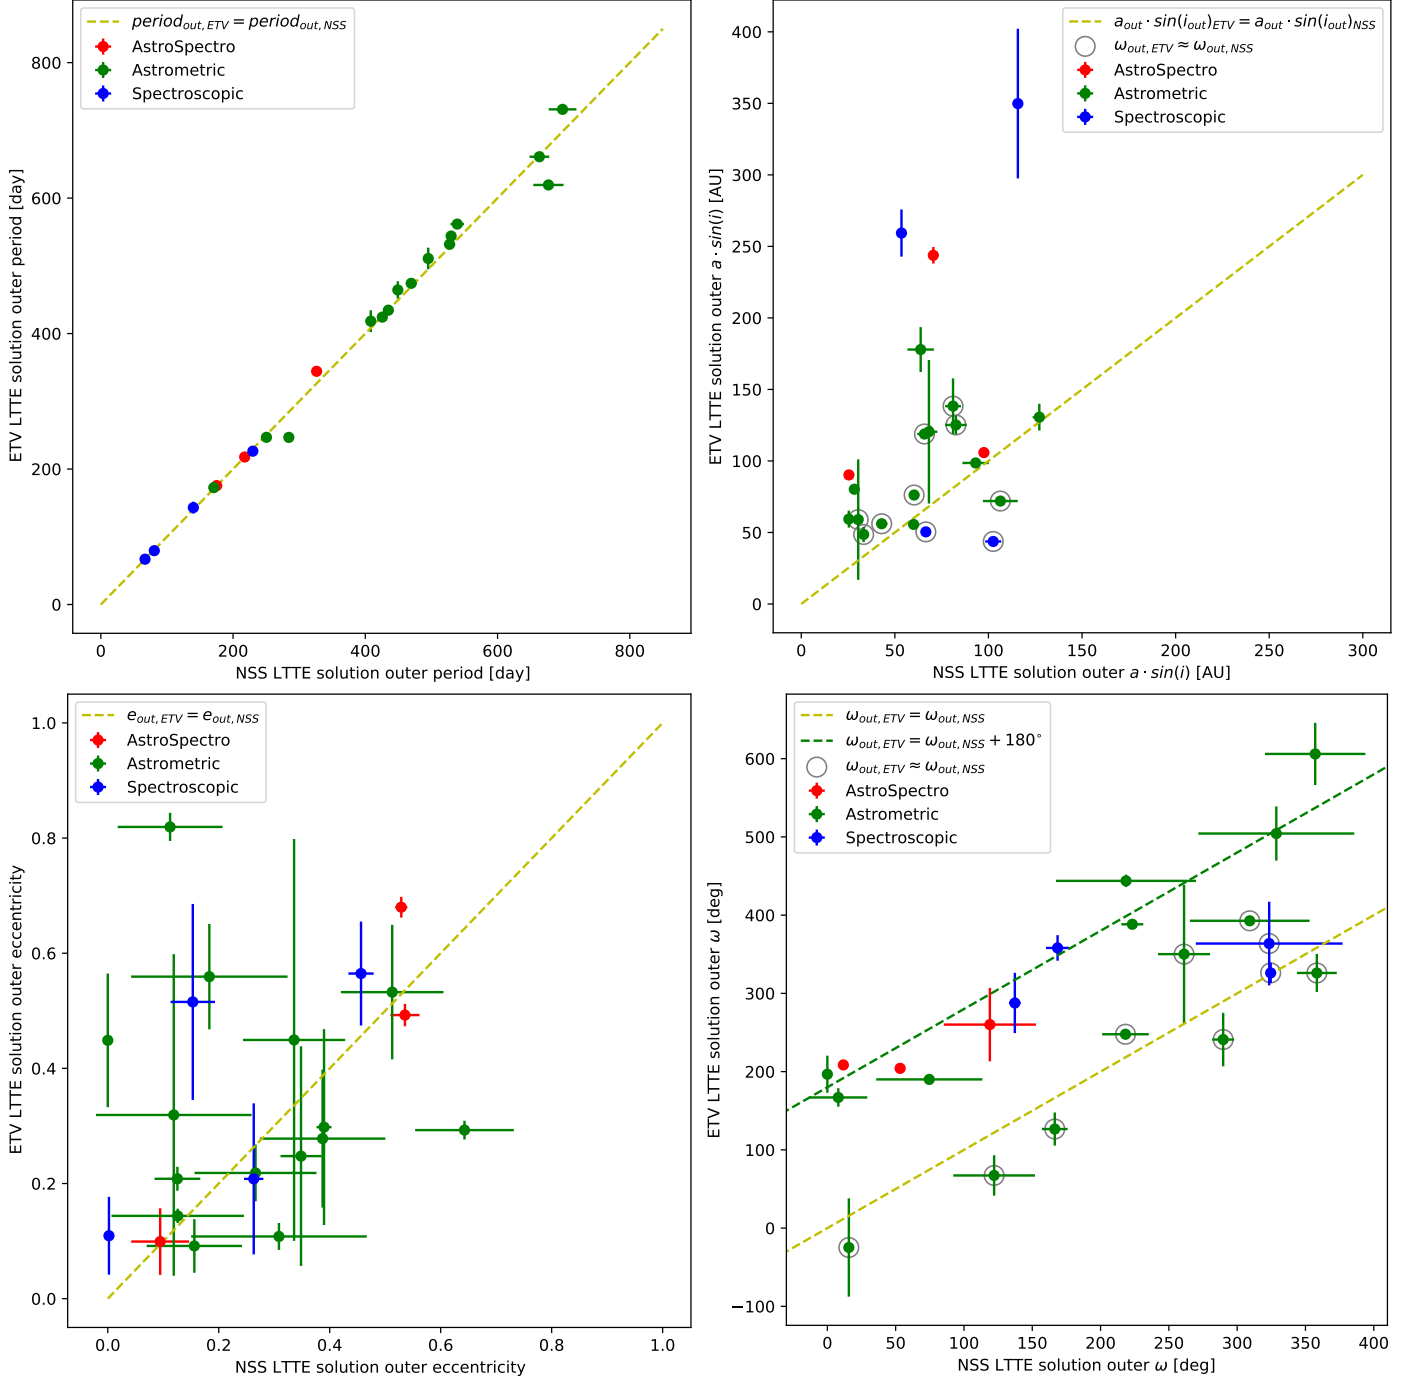 period_out,ETV = period_out,NSS
AstroSpectro
Astrometric
Spectroscopic
ETV LTTE solution outer period [day]
800
600
400
200
0
0 200 400 600 800
NSS LTTE solution outer period [day]
a_out · sin(i_out)_ETV = a_out · sin(i_out)_NSS
ω_out,ETV ≈ ω_out,NSS
AstroSpectro
Astrometric
Spectroscopic
ETV LTTE solution outer a · sin(i) [AU]
400
350
300
250
200
150
100
50
0
0 50 100 150 200 250 300
NSS LTTE solution outer a · sin(i) [AU]
e_out,ETV = e_out,NSS
AstroSpectro
Astrometric
Spectroscopic
ETV LTTE solution outer eccentricity
1.0
0.8
0.6
0.4
0.2
0.0
0.0 0.2 0.4 0.6 0.8 1.0
NSS LTTE solution outer eccentricity
ω_out,ETV = ω_out,NSS
ω_out,ETV = ω_out,NSS + 180°
ω_out,ETV ≈ ω_out,NSS
AstroSpectro
Astrometric
Spectroscopic
ETV LTTE solution outer ω [deg]
600
500
400
300
200
100
0
−100
0 50 100 150 200 250 300 350 400
NSS LTTE solution outer ω [deg]